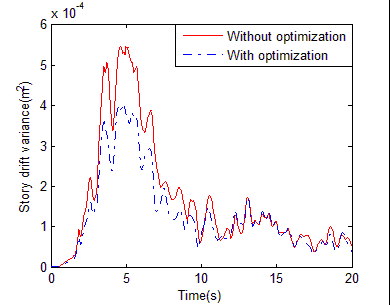 x 10⁻⁴
Without optimization
With optimization
Story drift variance(m²)
6
5
4
3
2
1
0
0 5 10 15 20
Time(s)